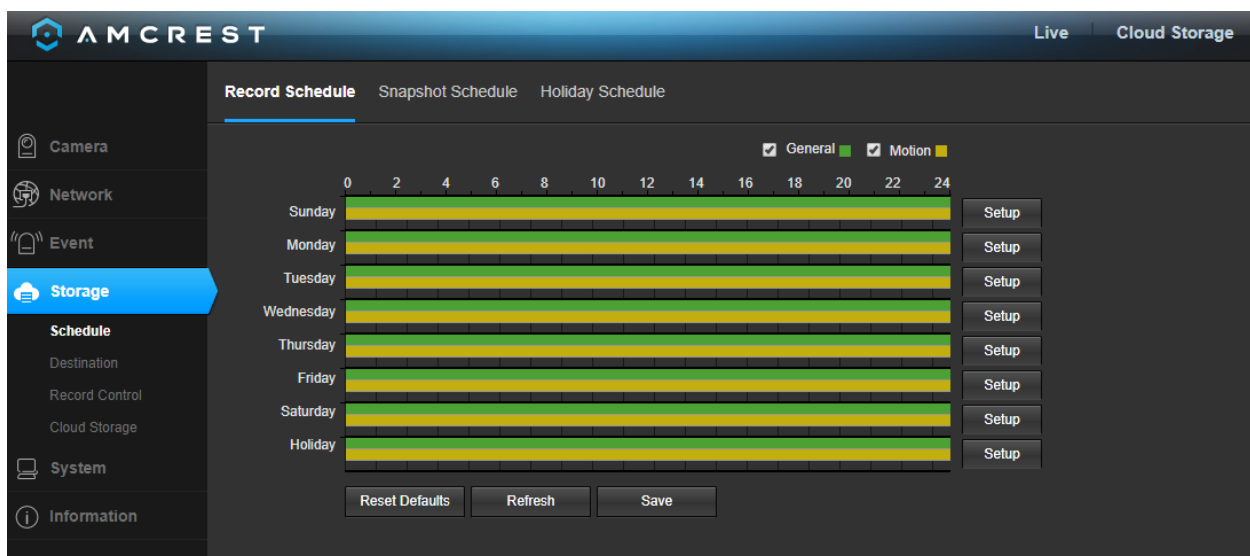 AMCREST
Live Cloud Storage
Record Schedule Snapshot Schedule Holiday Schedule
Camera
Network
Event
Storage
Schedule
Destination
Record Control
Cloud Storage
System
Information
General Motion
0 2 4 6 8 10 12 14 16 18 20 22 24
Sunday Setup
Monday Setup
Tuesday Setup
Wednesday Setup
Thursday Setup
Friday Setup
Saturday Setup
Holiday Setup
Reset Defaults Refresh Save